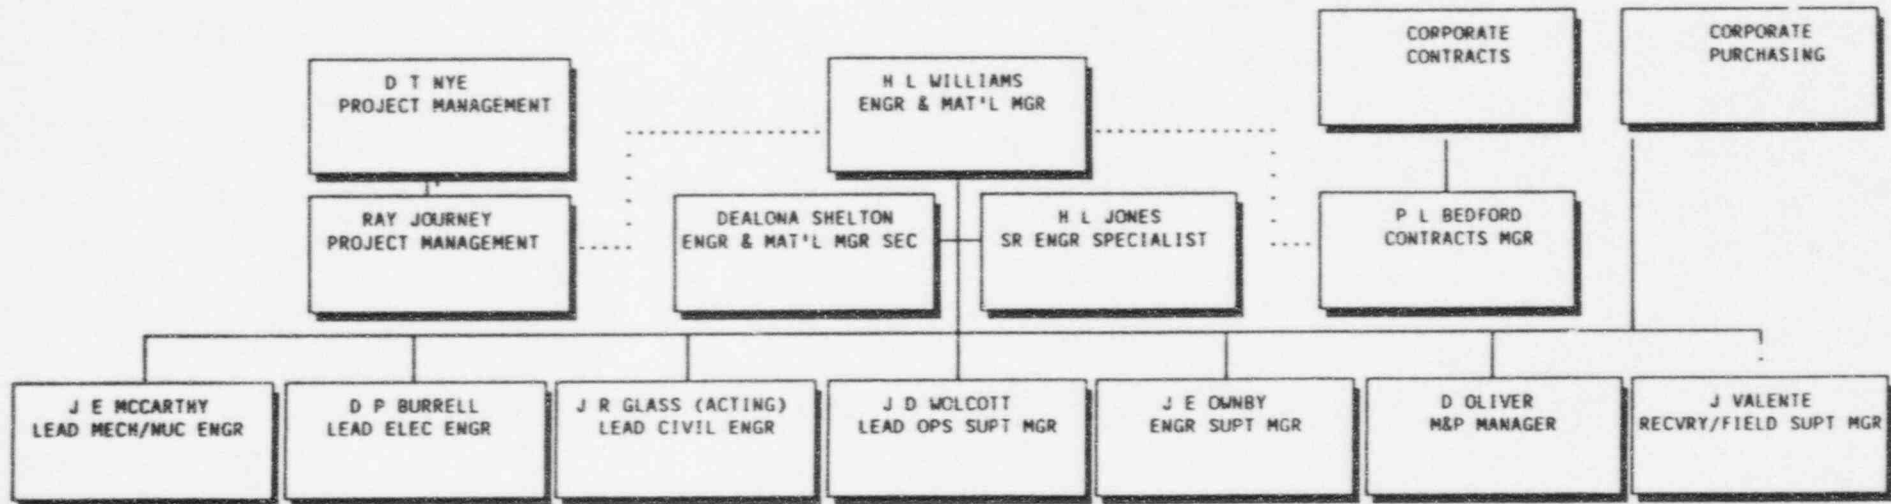 CORPORATE
CONTRACTS
CORPORATE
PURCHASING
D T NYE
PROJECT MANAGEMENT
H L WILLIAMS
ENGR & MAT'L MGR
RAY JOURNEY
PROJECT MANAGEMENT
DEALONA SHELTON
ENGR & MAT'L MGR SEC
H L JONES
SR ENGR SPECIALIST
P L BEDFORD
CONTRACTS MGR
J E MCCARTHY
LEAD MECH/NUC ENGR
D P BURRELL
LEAD ELEC ENGR
J R GLASS (ACTING)
LEAD CIVIL ENGR
J D WOLCOTT
LEAD OPS SUPT MGR
J E OWNBY
ENGR SUPT MGR
D OLIVER
M&P MANAGER
J VALENTE
RECVRY/FIELD SUPT MGR